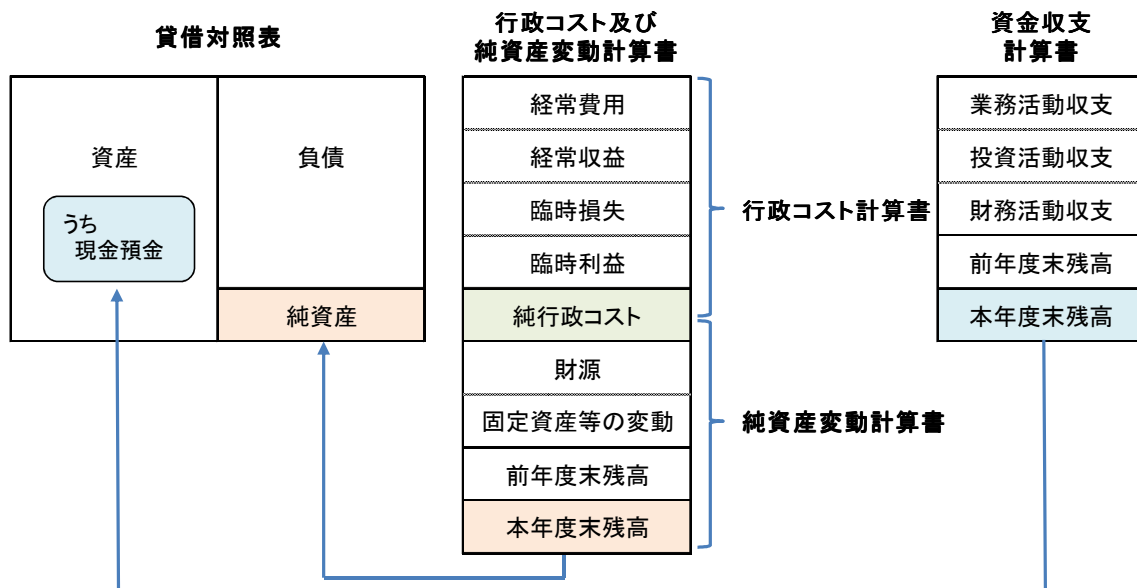 貸借対照表
資産
うち
現金預金
負債
純資産
行政コスト及び
純資産変動計算書
経常費用
経常収益
臨時損失
臨時利益
純行政コスト
財源
固定資産等の変動
前年度末残高
本年度末残高
行政コスト計算書
純資産変動計算書
資金収支
計算書
業務活動収支
投資活動収支
財務活動収支
前年度末残高
本年度末残高